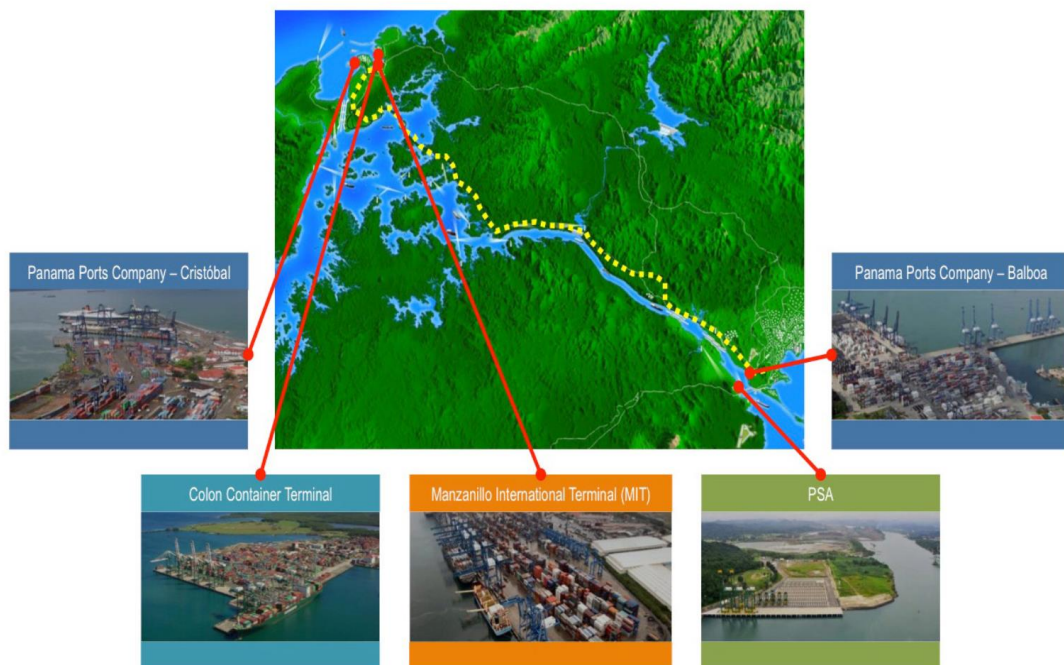 Panama Ports Company – Cristóbal
Panama Ports Company – Balboa
Colon Container Terminal
Manzanillo International Terminal (MIT)
PSA